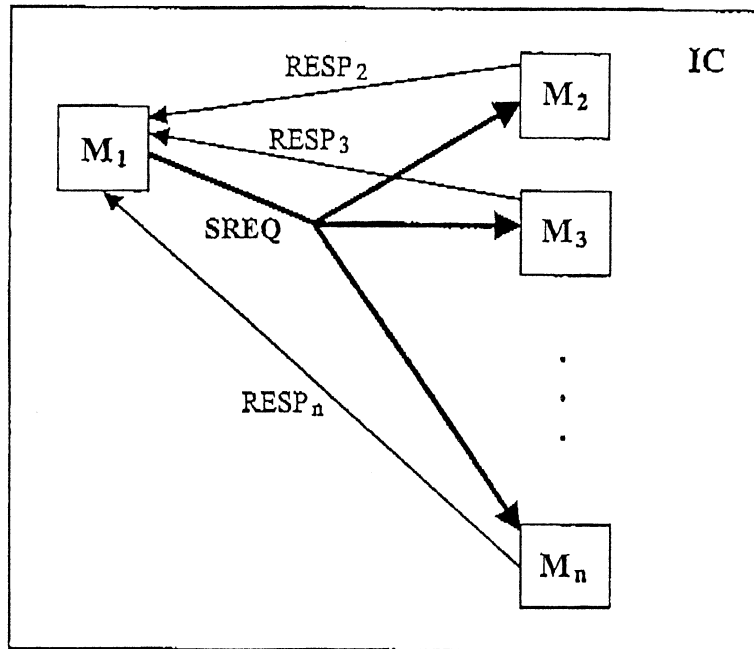 IC
RESP₂
M₂
M₁
RESP₃
SREQ
M₃
RESPₙ
Mₙ